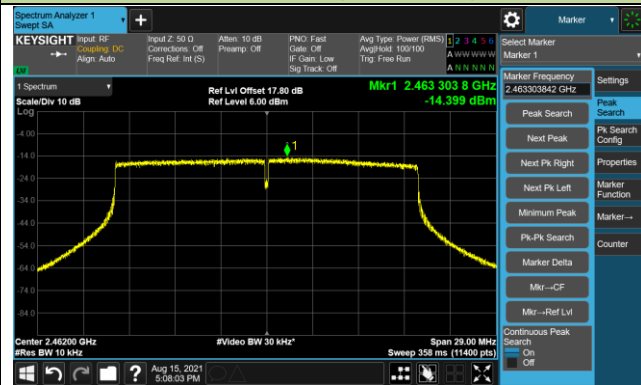 Spectrum Analyzer 1
Swept SA
+
Marker
KEYSIGHT
Input: RF
Coupling: DC
Align: Auto
Input Z: 50 Ω
Corrections: Off
Freq Ref: Int (S)
Atten: 10 dB
Preamp: Off
PNO: Fast
Gate: Off
IF Gain: Low
Sig Track: Off
Avg Type: Power (RMS)
Avg|Hold: 100/100
Trig: Free Run
1 2 3 4 5 6
A W W W W W
A N N N N N
Select Marker
Marker 1
1 Spectrum
Scale/Div 10 dB
Log
Ref Lvl Offset 17.80 dB
Ref Level 6.00 dBm
Mkr1 2.463 303 8 GHz
-14.399 dBm
1
-4.00
-14.0
-24.0
-34.0
-44.0
-54.0
-64.0
-74.0
-84.0
Center 2.46200 GHz
#Res BW 10 kHz
#Video BW 30 kHz*
Span 29.00 MHz
Sweep 358 ms (11400 pts)
Marker Frequency
2.463303842 GHz
Peak Search
Next Peak
Next Pk Right
Next Pk Left
Minimum Peak
Pk-Pk Search
Marker Delta
Mkr→CF
Mkr→Ref Lvl
Continuous Peak
Search
On
Off
Settings
Peak
Search
Pk Search
Config
Properties
Marker
Function
Marker→
Counter
?
Aug 15, 2021
5:08:03 PM